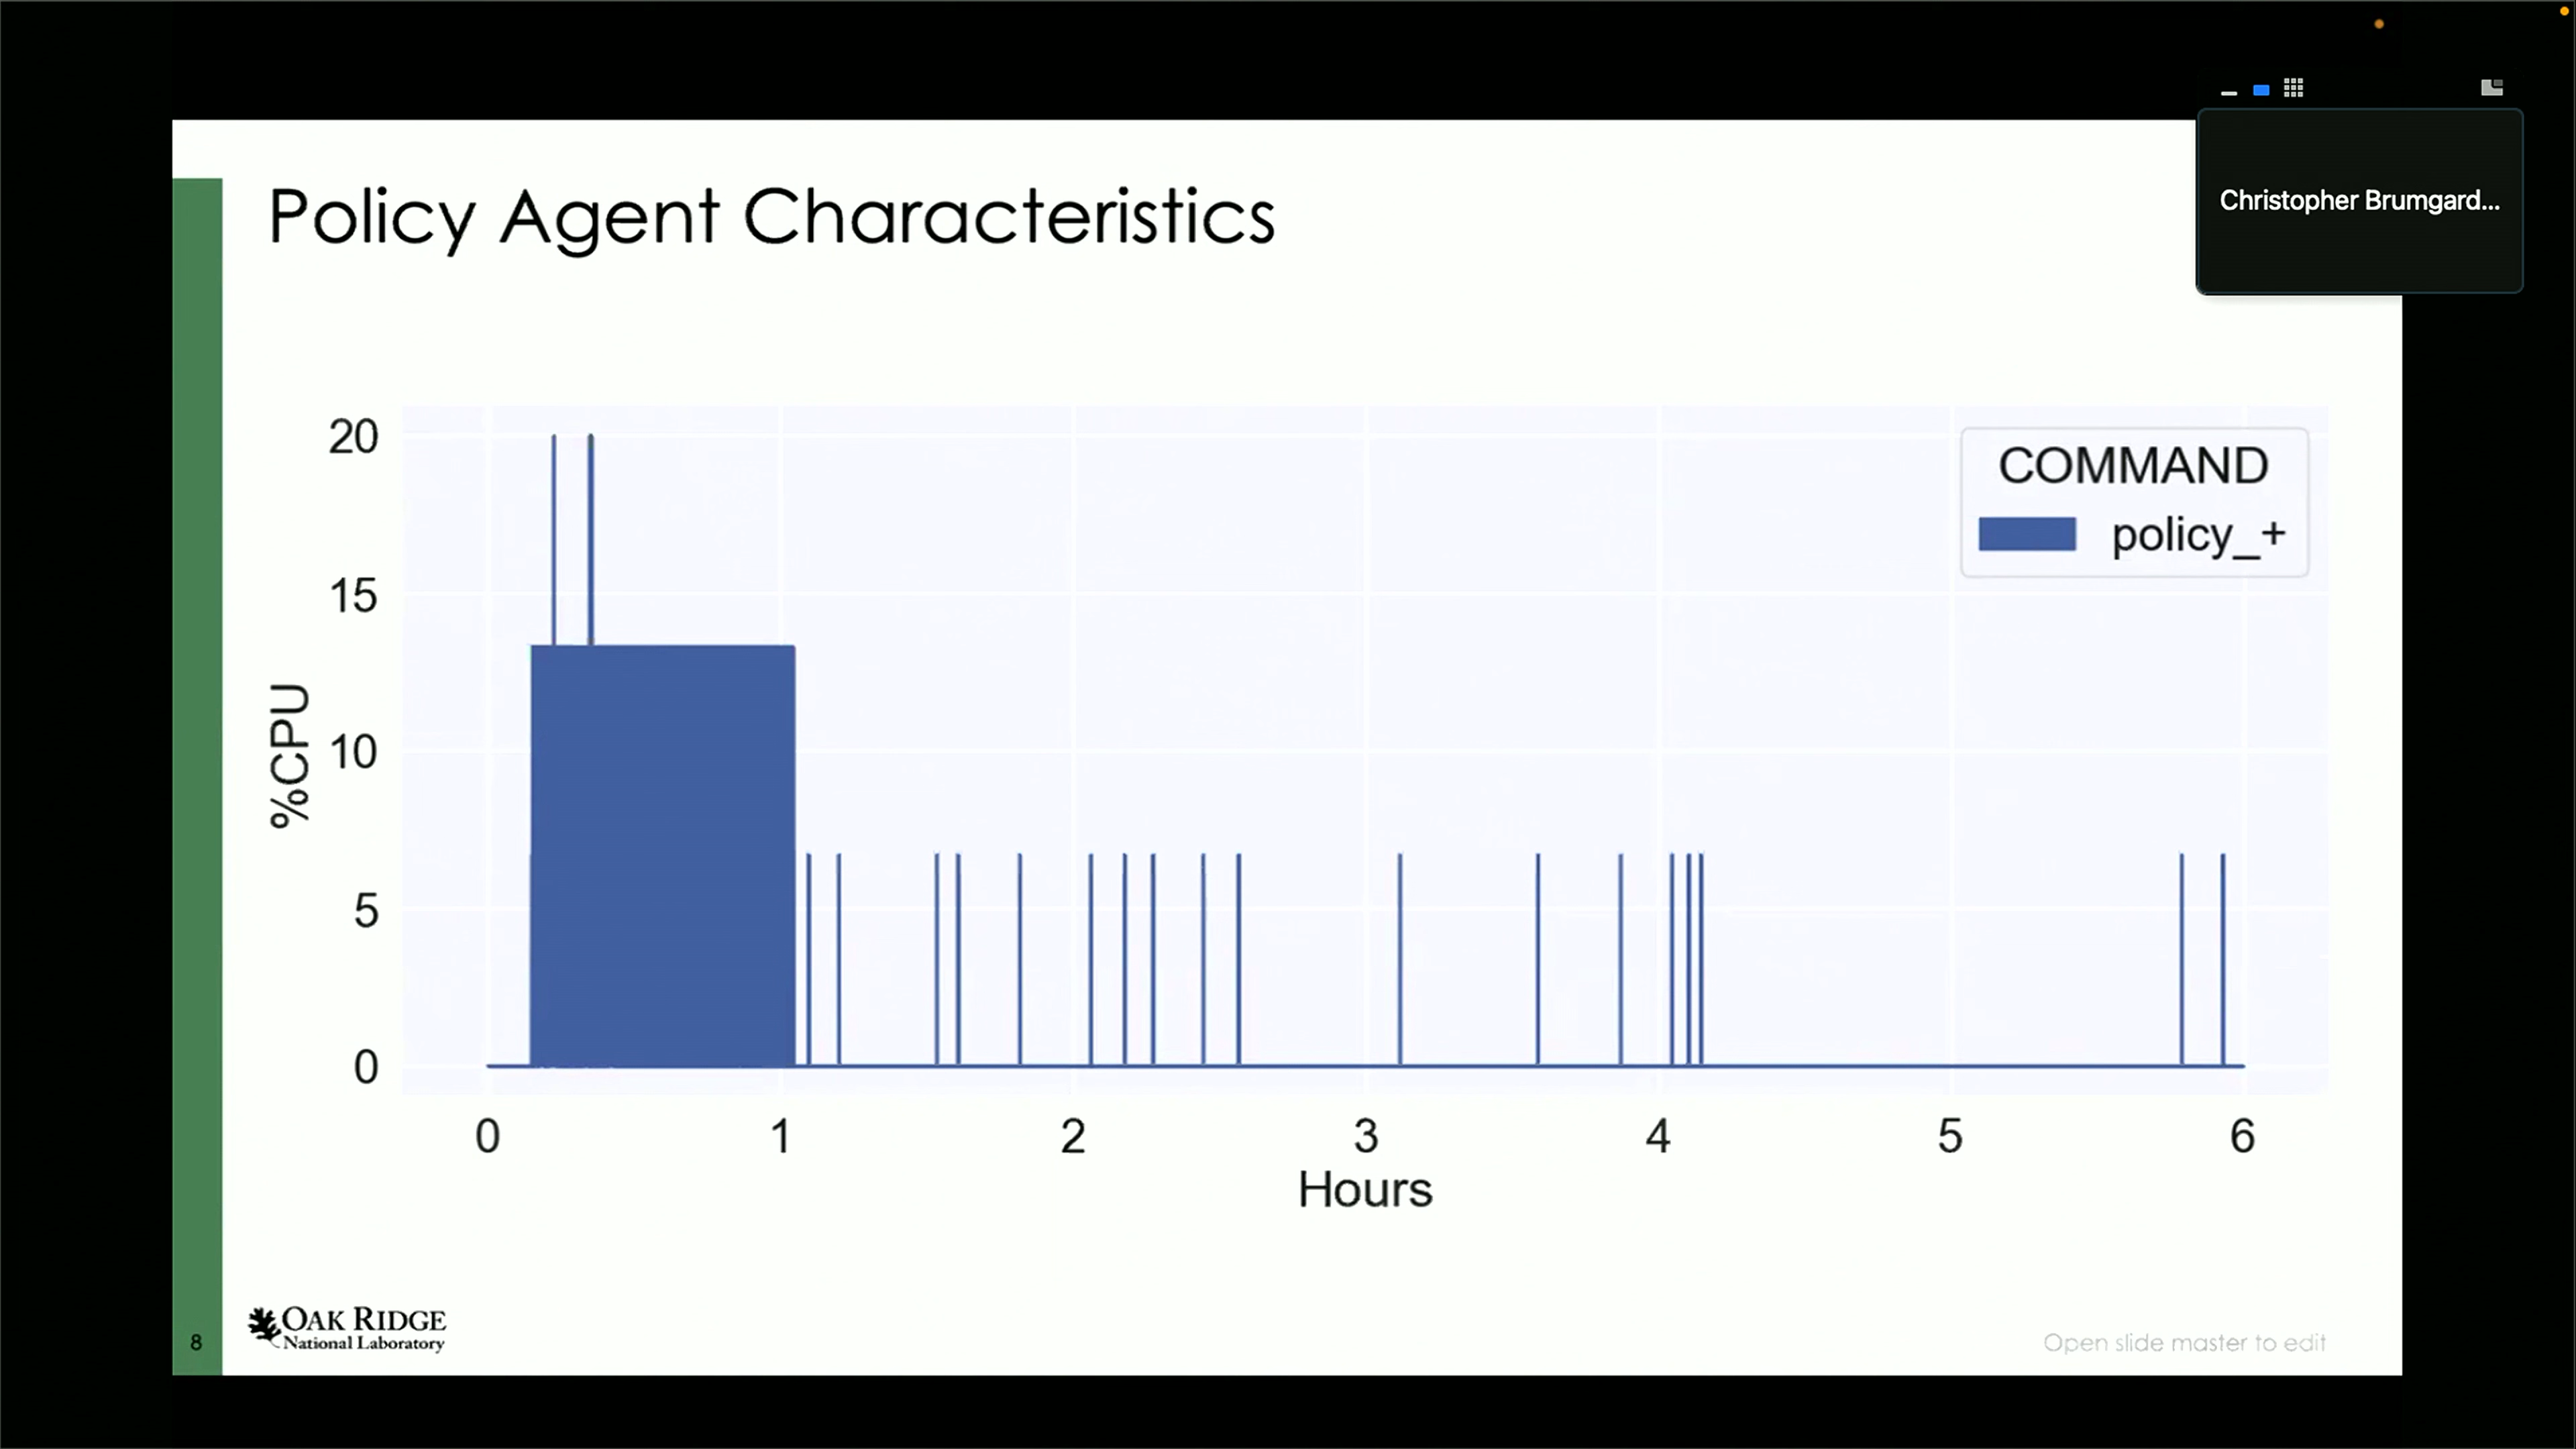 Christopher Brumgard...
Policy Agent Characteristics
20
15
10
5
0
%CPU
COMMAND
policy_+
0 1 2 3 4 5 6
Hours
8
OAK RIDGE
National Laboratory
Open slide master to edit